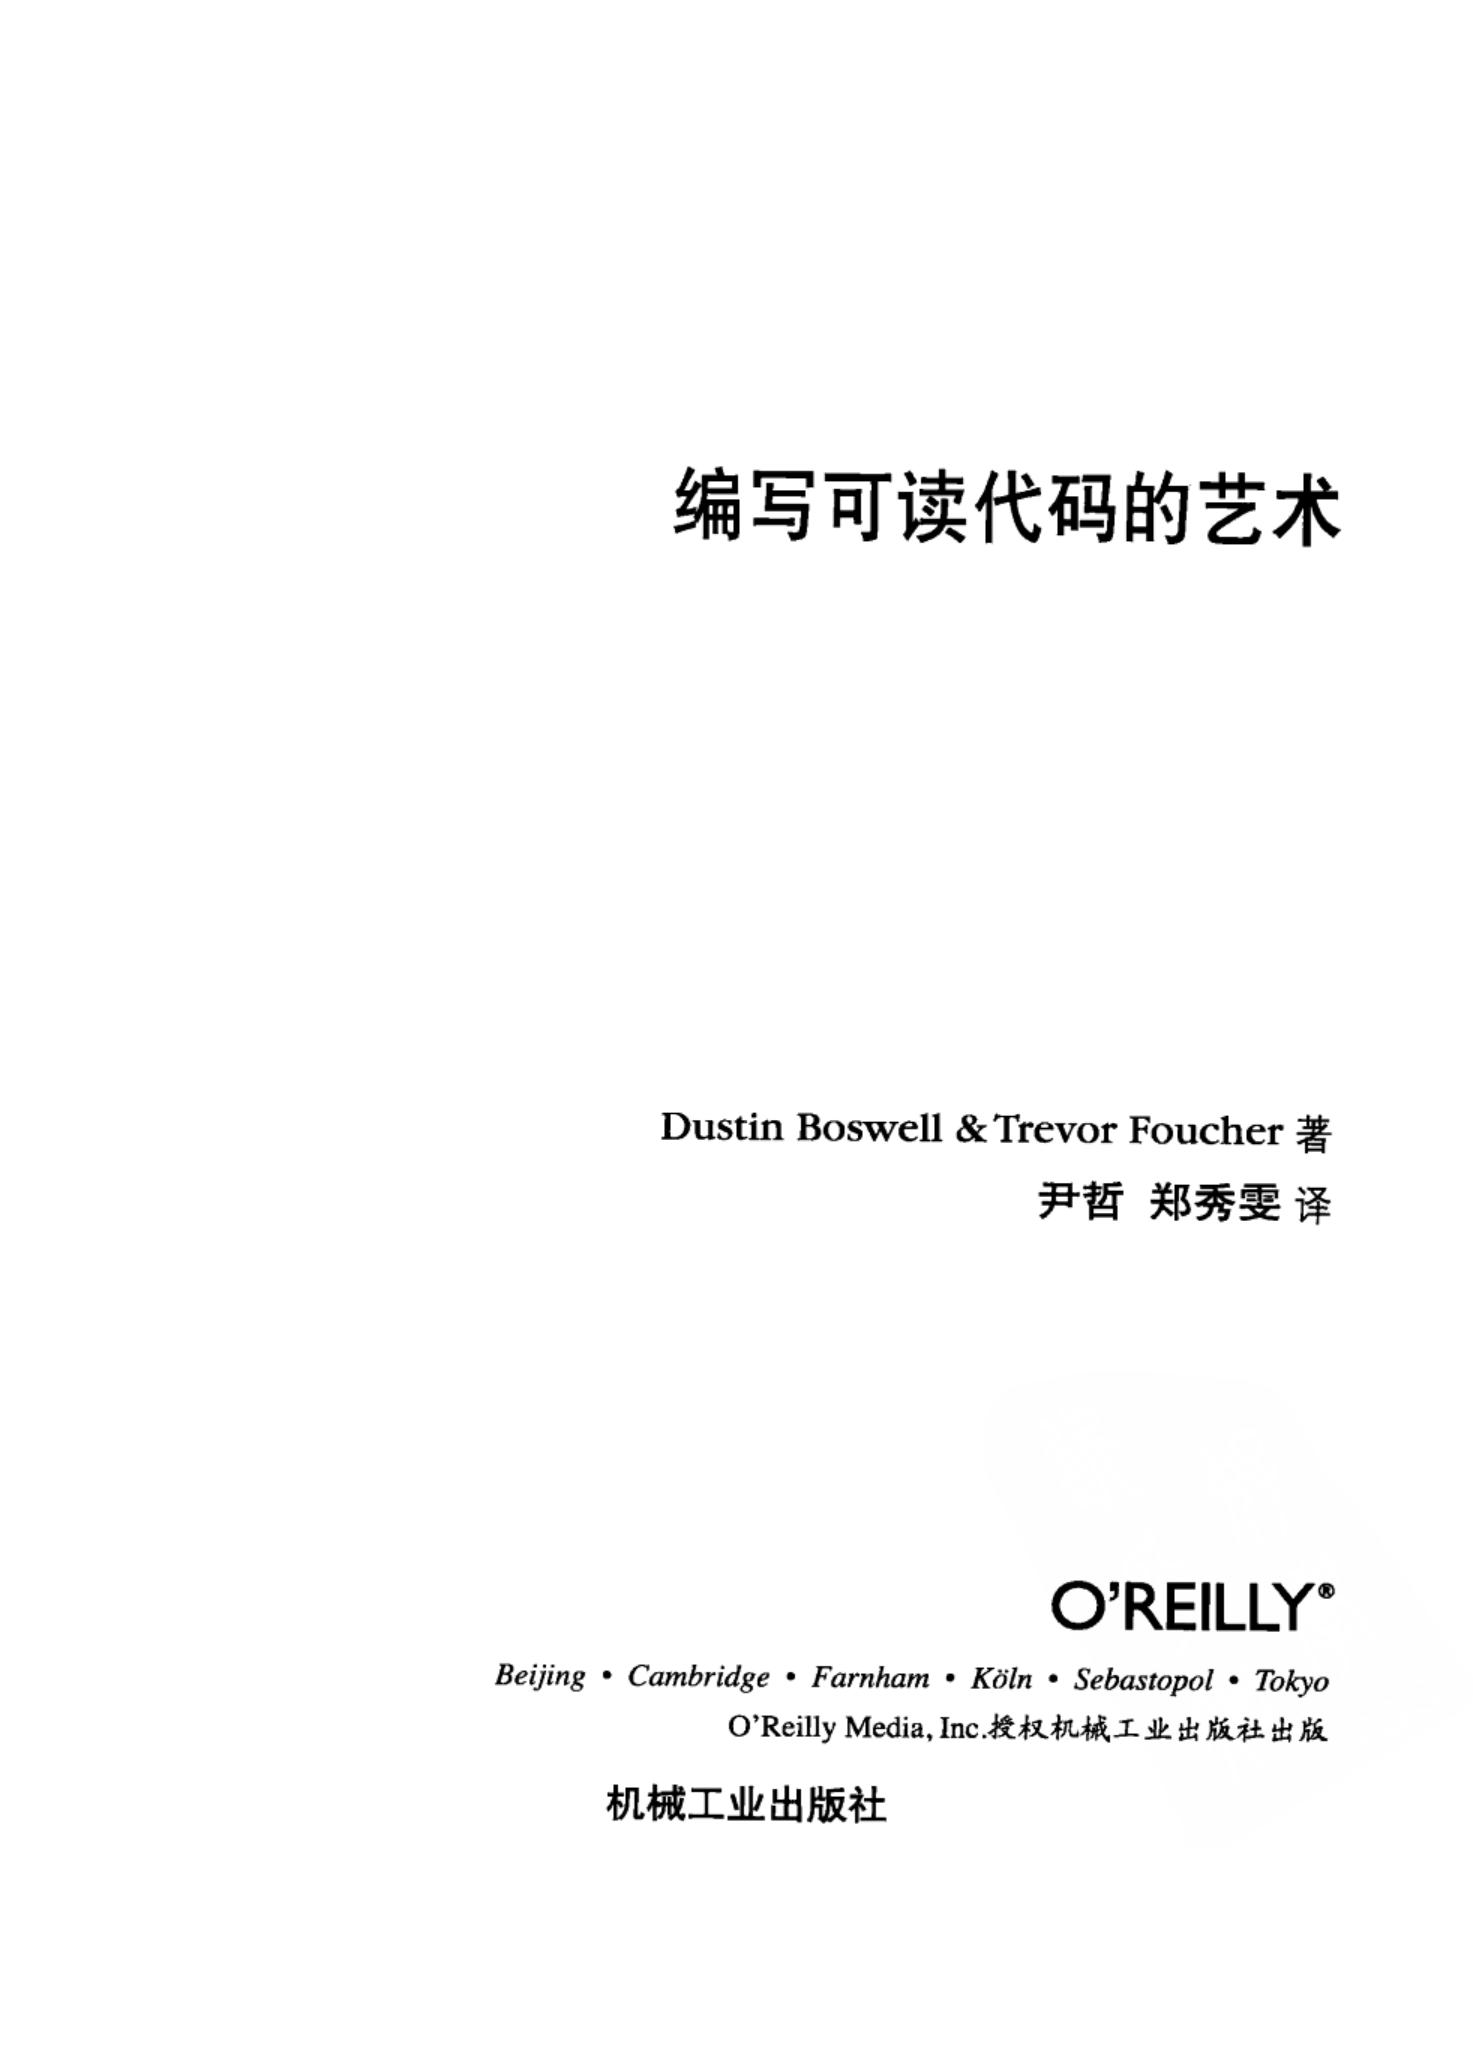 编写可读代码的艺术
Dustin Boswell & Trevor Foucher 著
尹哲 郑秀雯 译
O'REILLY®
Beijing • Cambridge • Farnham • Köln • Sebastopol • Tokyo
O'Reilly Media, Inc.授权机械工业出版社出版
机械工业出版社